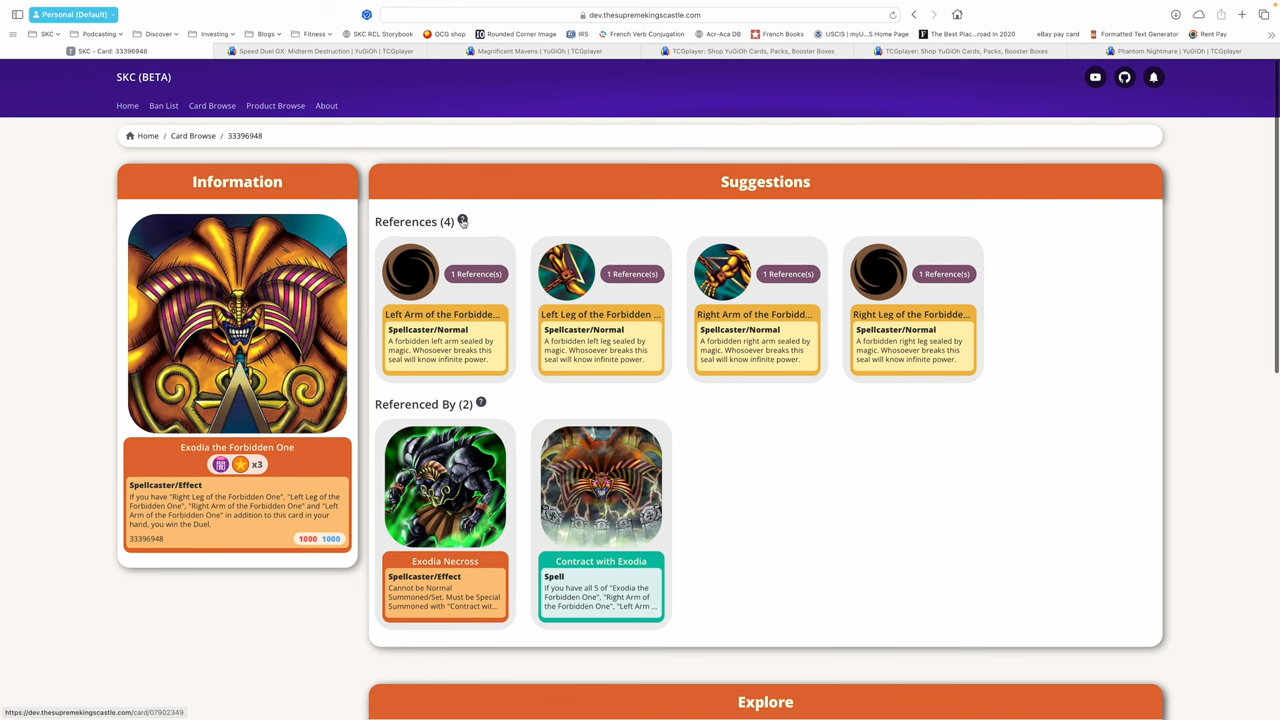 Personal (Default)
dev.thesupremekingscastle.com
SKC
Podcasting
Discover
Investing
Blogs
Fitness
SKC RCL Storybook
OCG shop
Rounded Corner Image
IRS
French Verb Conjugation
Acr-Aca DB
French Books
USCIS | myU...S Home Page
The Best Plac...road In 2020
eBay pay card
Formatted Text Generator
Rent Pay
SKC - Card: 33396948
Speed Duel GX: Midterm Destruction | YuGiOh | TCGplayer
Magnificent Mavens | YuGiOh | TCGplayer
TCGplayer: Shop YuGiOh Cards, Packs, Booster Boxes
TCGplayer: Shop YuGiOh Cards, Packs, Booster Boxes
Phantom Nightmare | YuGiOh | TCGplayer
SKC (BETA)
Home
Ban List
Card Browse
Product Browse
About
Home / Card Browse / 33396948
Information
Exodia the Forbidden One
x3
Spellcaster/Effect
If you have "Right Leg of the Forbidden One", "Left Leg of the
Forbidden One", "Right Arm of the Forbidden One" and "Left
Arm of the Forbidden One" in addition to this card in your
hand, you win the Duel.
33396948
1000 1000
Suggestions
References (4)
1 Reference(s)
Left Arm of the Forbidde...
Spellcaster/Normal
A forbidden left arm sealed by
magic. Whosoever breaks this
seal will know infinite power.
1 Reference(s)
Left Leg of the Forbidden ...
Spellcaster/Normal
A forbidden left leg sealed by
magic. Whosoever breaks this
seal will know infinite power.
1 Reference(s)
Right Arm of the Forbidd...
Spellcaster/Normal
A forbidden right arm sealed by
magic. Whosoever breaks this
seal will know infinite power.
1 Reference(s)
Right Leg of the Forbidde...
Spellcaster/Normal
A forbidden right leg sealed by
magic. Whosoever breaks this
seal will know infinite power.
Referenced By (2)
Exodia Necross
Spellcaster/Effect
Cannot be Normal
Summoned/Set. Must be Special
Summoned with "Contract wit...
Contract with Exodia
Spell
If you have all 5 of "Exodia the
Forbidden One", "Right Arm of
the Forbidden One", "Left Arm ...
Explore
https://dev.thesupremekingscastle.com/card/07902349